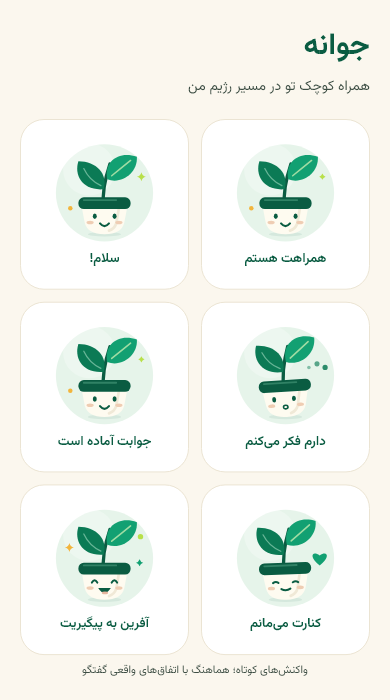 جوانه
همراه کوچک تو در مسیر رژیم من
همراهت هستم
سلام!
دارم فکر می‌کنم
جوابت آماده است
کنارت می‌مانم
آفرین به پیگیریت
واکنش‌های کوتاه؛ هماهنگ با اتفاق‌های واقعی گفتگو